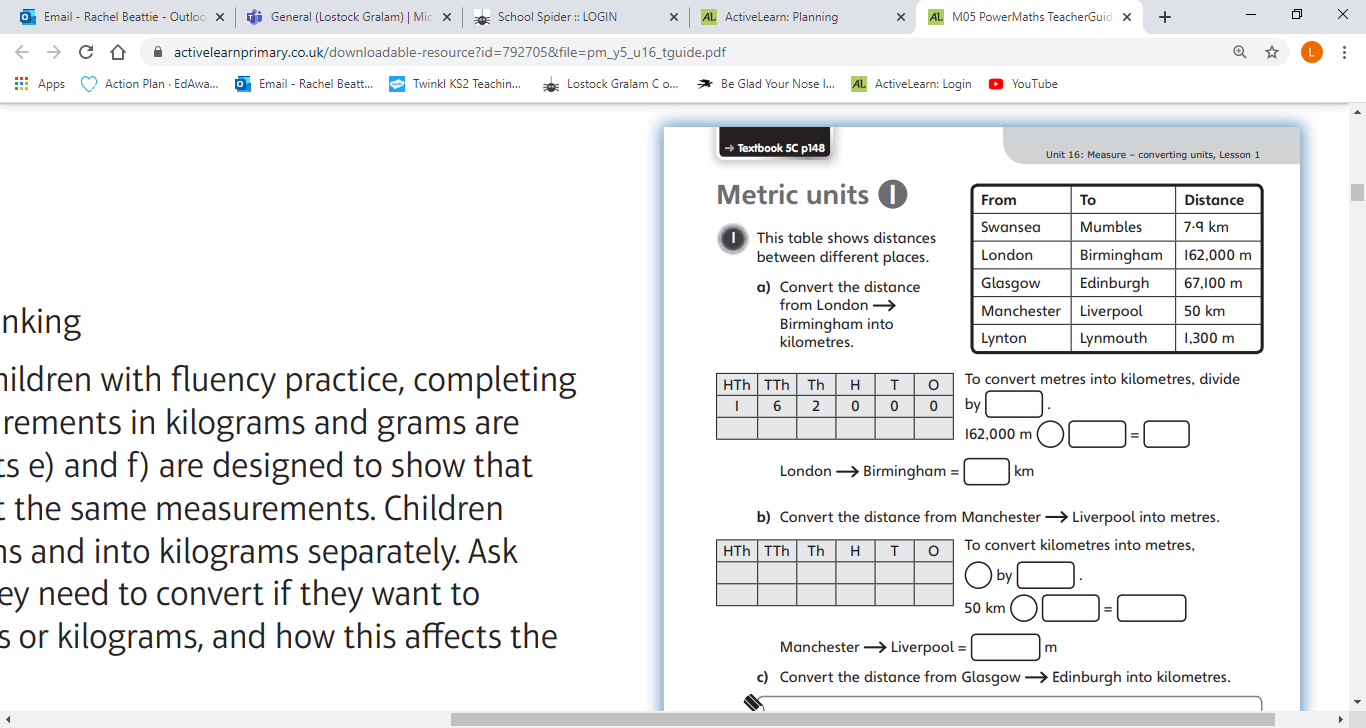 Email - Rachel Beattie - Outloo
General (Lostock Gralam) | Mic
School Spider :: LOGIN
ActiveLearn: Planning
M05 PowerMaths TeacherGuid
activelearnprimary.co.uk/downloadable-resource?id=792705&file=pm_y5_u16_tguide.pdf
L
Apps
Action Plan · EdAwa...
Email - Rachel Beatt...
Twinkl KS2 Teachin...
Lostock Gralam C o...
Be Glad Your Nose I...
ActiveLearn: Login
YouTube
nking
hildren with fluency practice, completing
rements in kilograms and grams are
ts e) and f) are designed to show that
t the same measurements. Children
ns and into kilograms separately. Ask
ey need to convert if they want to
s or kilograms, and how this affects the
→ Textbook 5C p148
Unit 16: Measure – converting units, Lesson 1
Metric units 1
From To Distance
Swansea Mumbles 7·9 km
London Birmingham 162,000 m
Glasgow Edinburgh 67,100 m
Manchester Liverpool 50 km
Lynton Lynmouth 1,300 m
1 This table shows distances
between different places.
a) Convert the distance
from London →
Birmingham into
kilometres.
HTh TTh Th H T O
1 6 2 0 0 0
To convert metres into kilometres, divide
by .
162,000 m =
London → Birmingham = km
b) Convert the distance from Manchester → Liverpool into metres.
HTh TTh Th H T O
To convert kilometres into metres,
by .
50 km =
Manchester → Liverpool = m
c) Convert the distance from Glasgow → Edinburgh into kilometres.